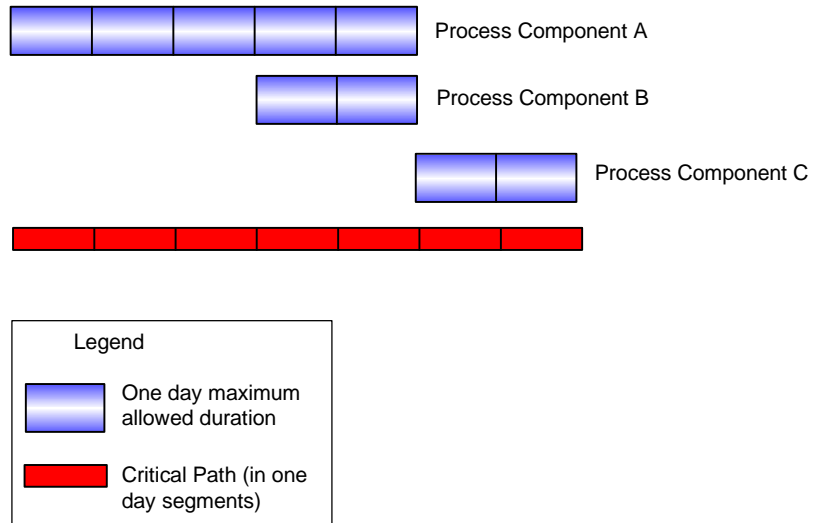 Process Component A
Process Component B
Process Component C
Legend
One day maximum
allowed duration
Critical Path (in one
day segments)